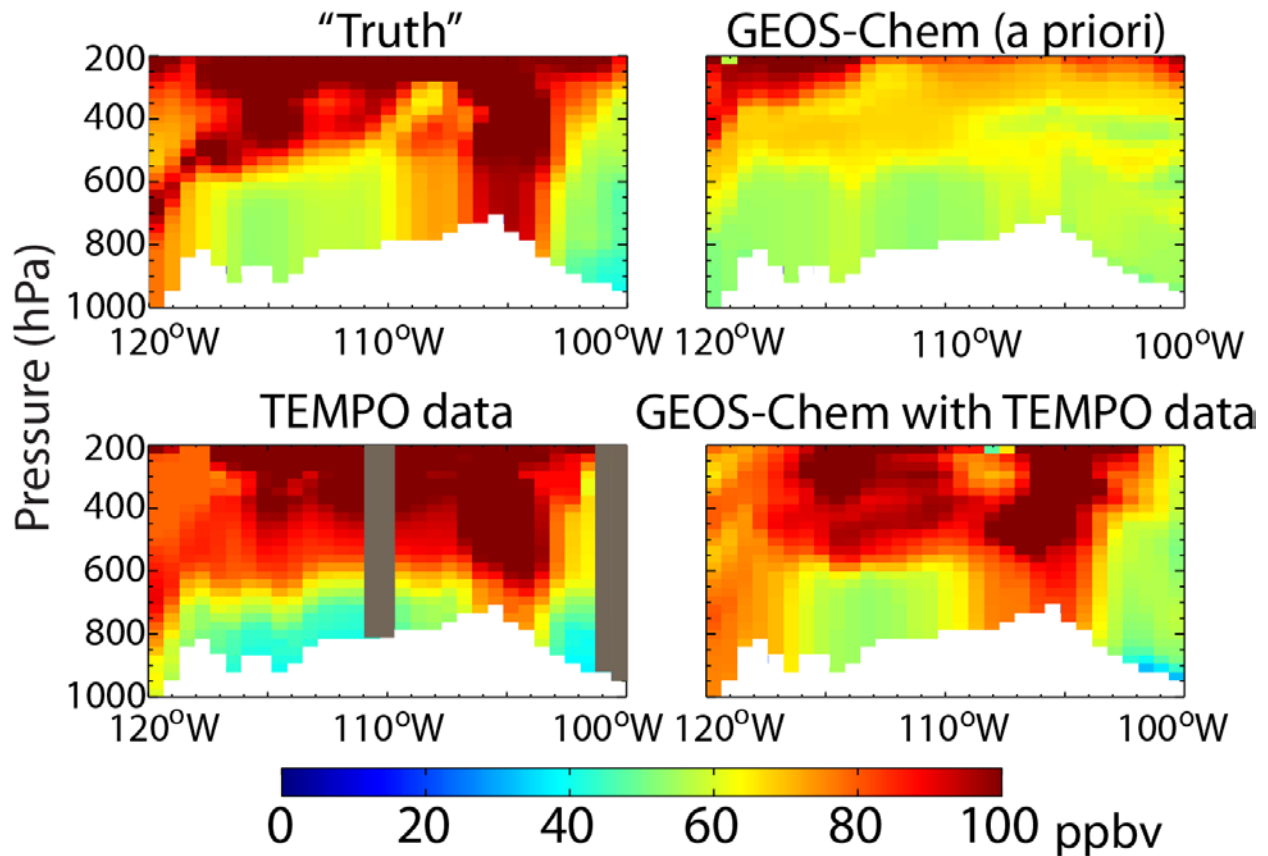 “Truth”
GEOS-Chem (a priori)
200
400
600
800
1000
120°W
110°W
100°W
120°W
110°W
100°W
Pressure (hPa)
TEMPO data
GEOS-Chem with TEMPO data
200
400
600
800
1000
120°W
110°W
100°W
120°W
110°W
100°W
0 20 40 60 80 100 ppbv